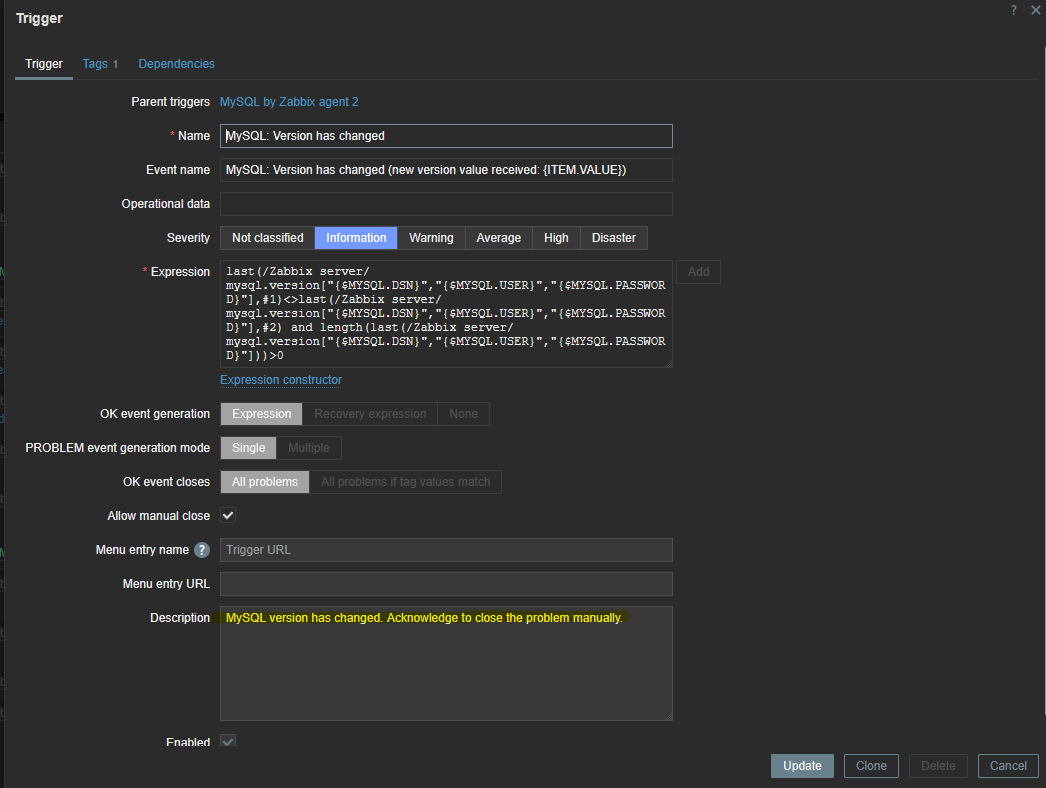 Trigger
?
Trigger Tags 1 Dependencies
Parent triggers MySQL by Zabbix agent 2
* Name MySQL: Version has changed
Event name MySQL: Version has changed (new version value received: {ITEM.VALUE})
Operational data
Severity Not classified Information Warning Average High Disaster
* Expression last(/Zabbix server/
mysql.version["{$MYSQL.DSN}","{$MYSQL.USER}","{$MYSQL.PASSWOR
D}"],#1)<>last(/Zabbix server/
mysql.version["{$MYSQL.DSN}","{$MYSQL.USER}","{$MYSQL.PASSWOR
D}"],#2) and length(last(/Zabbix server/
mysql.version["{$MYSQL.DSN}","{$MYSQL.USER}","{$MYSQL.PASSWOR
D}"]))>0
Add
Expression constructor
OK event generation Expression Recovery expression None
PROBLEM event generation mode Single Multiple
OK event closes All problems All problems if tag values match
Allow manual close
Menu entry name ? Trigger URL
Menu entry URL
Description MySQL version has changed. Acknowledge to close the problem manually.
Enabled
Update Clone Delete Cancel